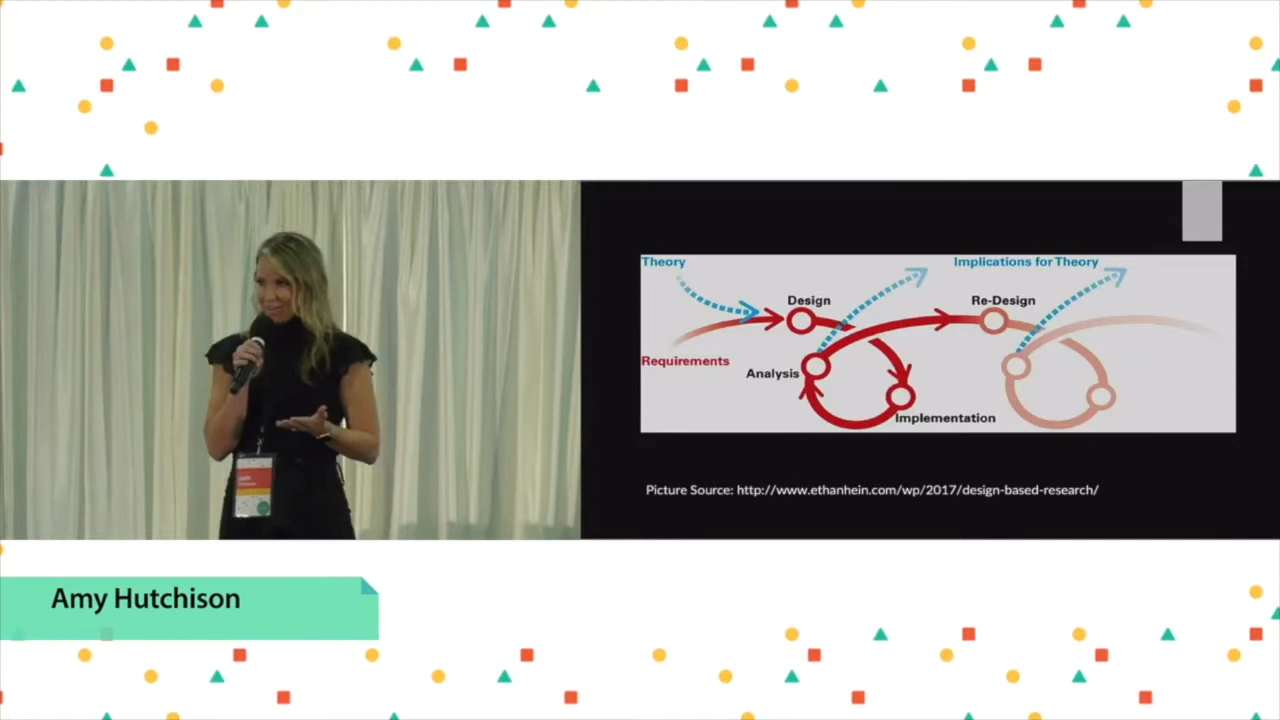 Theory
Implications for Theory
Design
Re-Design
Requirements
Analysis
Implementation
Picture Source: http://www.ethanhein.com/wp/2017/design-based-research/
Amy Hutchison